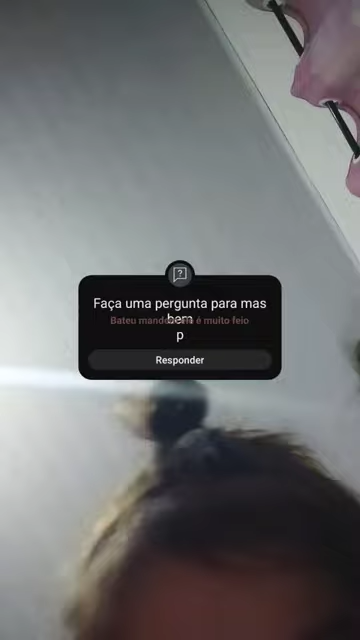 Faça uma pergunta para mas
bem
Bateu é muito feio
p
Responder